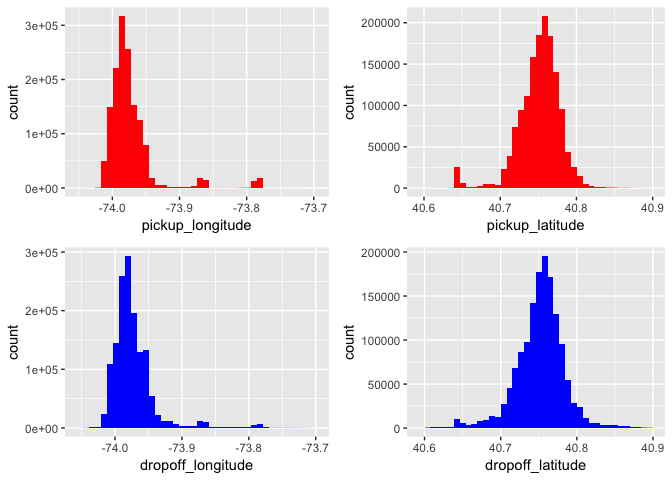 count
3e+05
2e+05
1e+05
0e+00
-74.0 -73.9 -73.8 -73.7
pickup_longitude
count
200000
150000
100000
50000
0
40.6 40.7 40.8 40.9
pickup_latitude
count
3e+05
2e+05
1e+05
0e+00
-74.0 -73.9 -73.8 -73.7
dropoff_longitude
count
200000
150000
100000
50000
0
40.6 40.7 40.8 40.9
dropoff_latitude